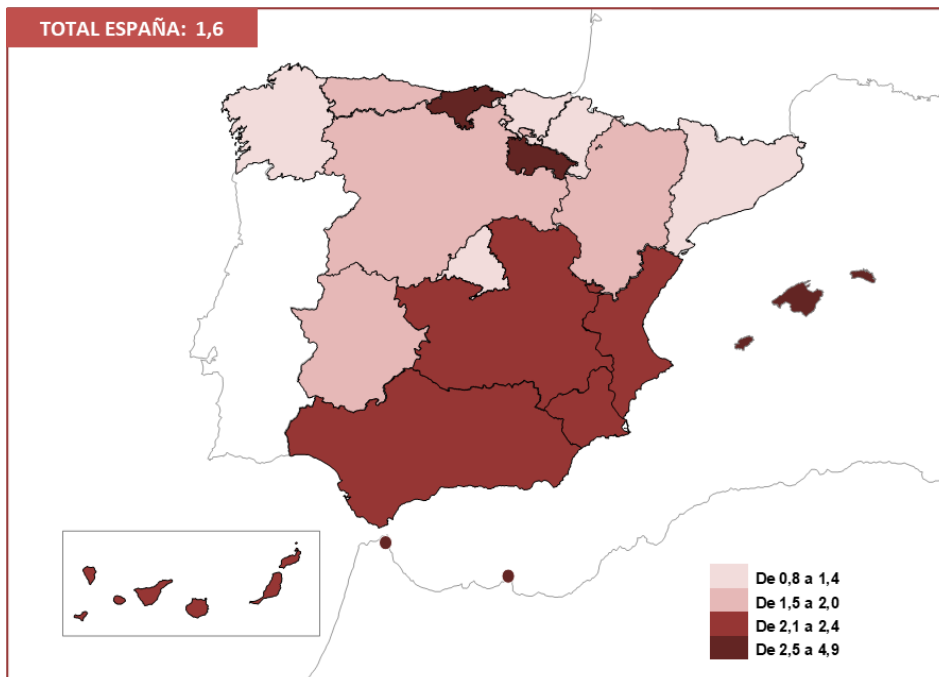 TOTAL ESPAÑA: 1,6
De 0,8 a 1,4
De 1,5 a 2,0
De 2,1 a 2,4
De 2,5 a 4,9